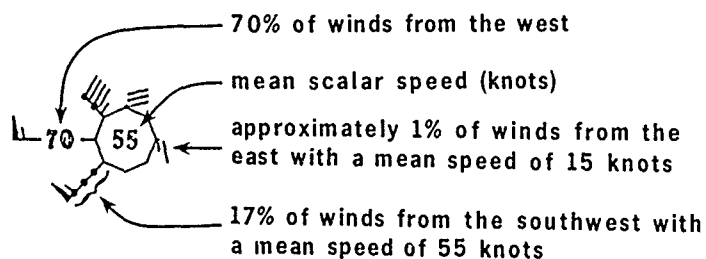 70% of winds from the west
mean scalar speed (knots)
70 55
approximately 1% of winds from the
east with a mean speed of 15 knots
17% of winds from the southwest with
a mean speed of 55 knots